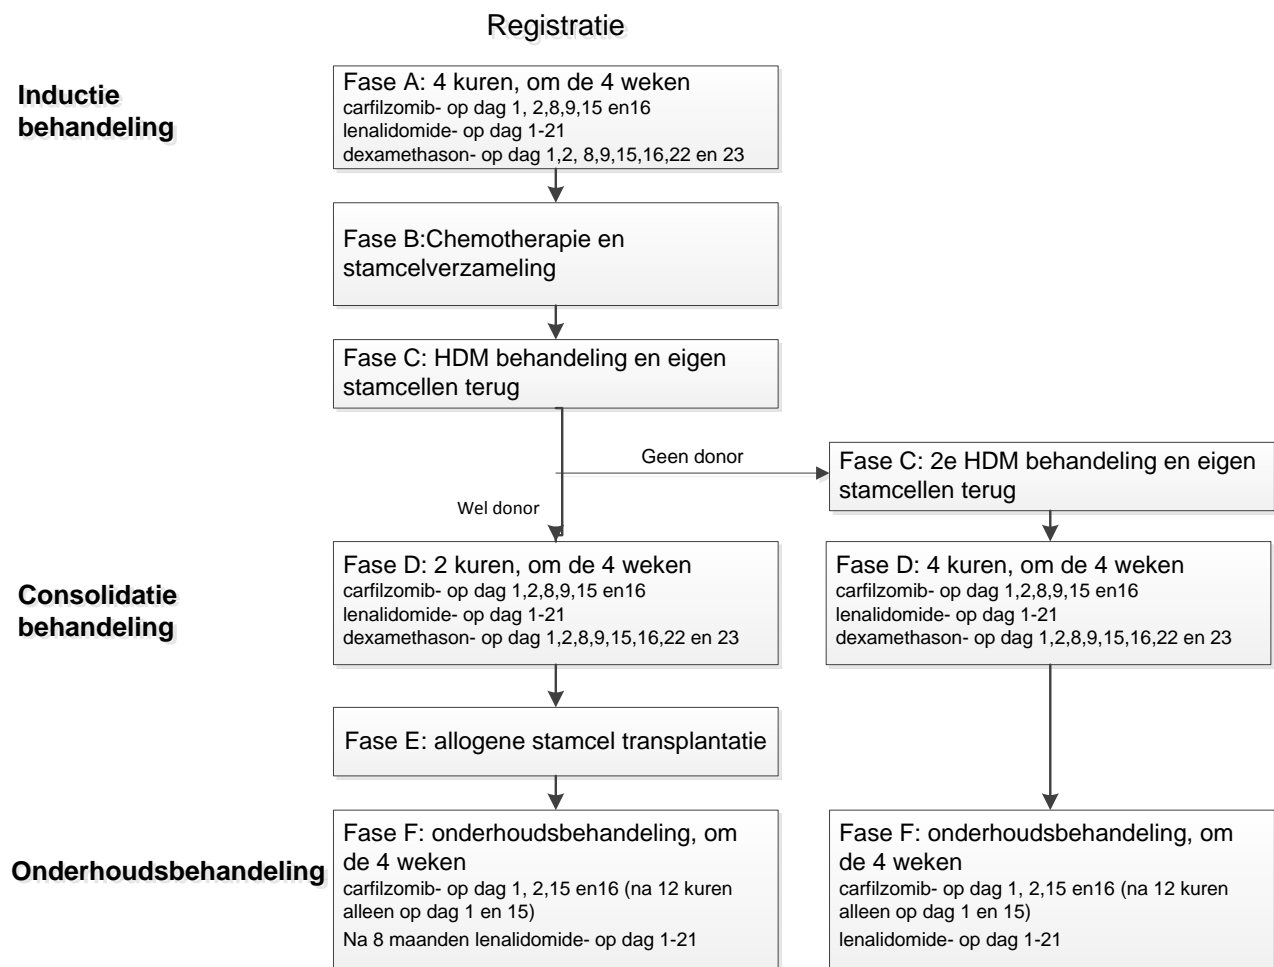 Registratie
Inductie
behandeling
Fase A: 4 kuren, om de 4 weken
carfilzomib- op dag 1, 2,8,9,15 en16
lenalidomide- op dag 1-21
dexamethason- op dag 1,2, 8,9,15,16,22 en 23
Fase B:Chemotherapie en
stamcelverzameling
Fase C: HDM behandeling en eigen
stamcellen terug
Geen donor
Fase C: 2e HDM behandeling en eigen
stamcellen terug
Wel donor
Consolidatie
behandeling
Fase D: 2 kuren, om de 4 weken
carfilzomib- op dag 1,2,8,9,15 en16
lenalidomide- op dag 1-21
dexamethason- op dag 1,2,8,9,15,16,22 en 23
Fase D: 4 kuren, om de 4 weken
carfilzomib- op dag 1,2,8,9,15 en16
lenalidomide- op dag 1-21
dexamethason- op dag 1,2,8,9,15,16,22 en 23
Fase E: allogene stamcel transplantatie
Onderhoudsbehandeling
Fase F: onderhoudsbehandeling, om
de 4 weken
carfilzomib- op dag 1, 2,15 en16 (na 12 kuren
alleen op dag 1 en 15)
Na 8 maanden lenalidomide- op dag 1-21
Fase F: onderhoudsbehandeling, om
de 4 weken
carfilzomib- op dag 1, 2,15 en16 (na 12 kuren
alleen op dag 1 en 15)
lenalidomide- op dag 1-21